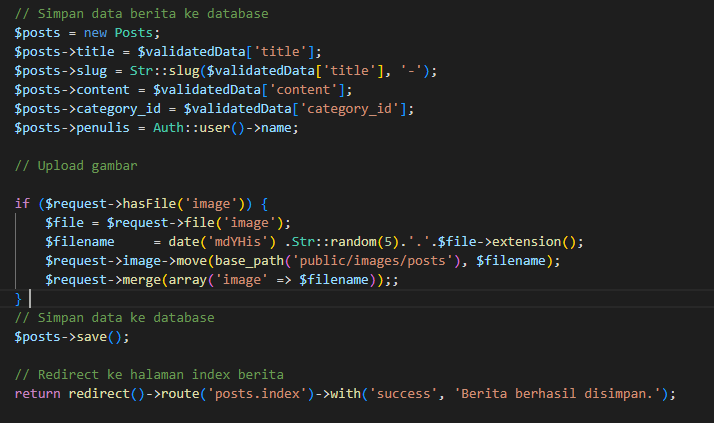 // Simpan data berita ke database
$posts = new Posts;
$posts->title = $validatedData['title'];
$posts->slug = Str::slug($validatedData['title'], '-');
$posts->content = $validatedData['content'];
$posts->category_id = $validatedData['category_id'];
$posts->penulis = Auth::user()->name;
// Upload gambar
if ($request->hasFile('image')) {
$file = $request->file('image');
$filename     = date('mdYHis') .Str::random(5).'.'.$file->extension();
$request->image->move(base_path('public/images/posts'), $filename);
$request->merge(array('image' => $filename));;
}
// Simpan data ke database
$posts->save();
// Redirect ke halaman index berita
return redirect()->route('posts.index')->with('success', 'Berita berhasil disimpan.');